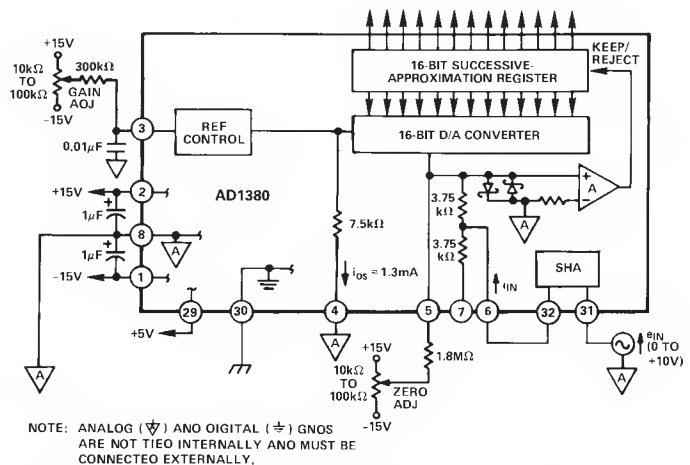 +15V
10kΩ
TO
100kΩ
-15V
300kΩ
GAIN
AOJ
0.01µF
3
REF
CONTROL
16-BIT SUCCESSIVE-
APPROXIMATION REGISTER
KEEP/
REJECT
16-BIT D/A CONVERTER
AD1380
+15V
2
1µF
8
A
1µF
-15V
1
7.5kΩ
iOS = 1.3mA
3.75
kΩ
3.75
kΩ
+
A
-
A
SHA
iIN
29
30
4
5
7
6
32
31
+5V
A
A
+15V
10kΩ
TO
100kΩ
-15V
ZERO
ADJ
1.8MΩ
eIN
(0 TO
+10V)
A
NOTE: ANALOG (A) ANO OIGITAL (⏚) GNOS
ARE NOT TIEO INTERNALLY ANO MUST BE
CONNECTEO EXTERNALLY.